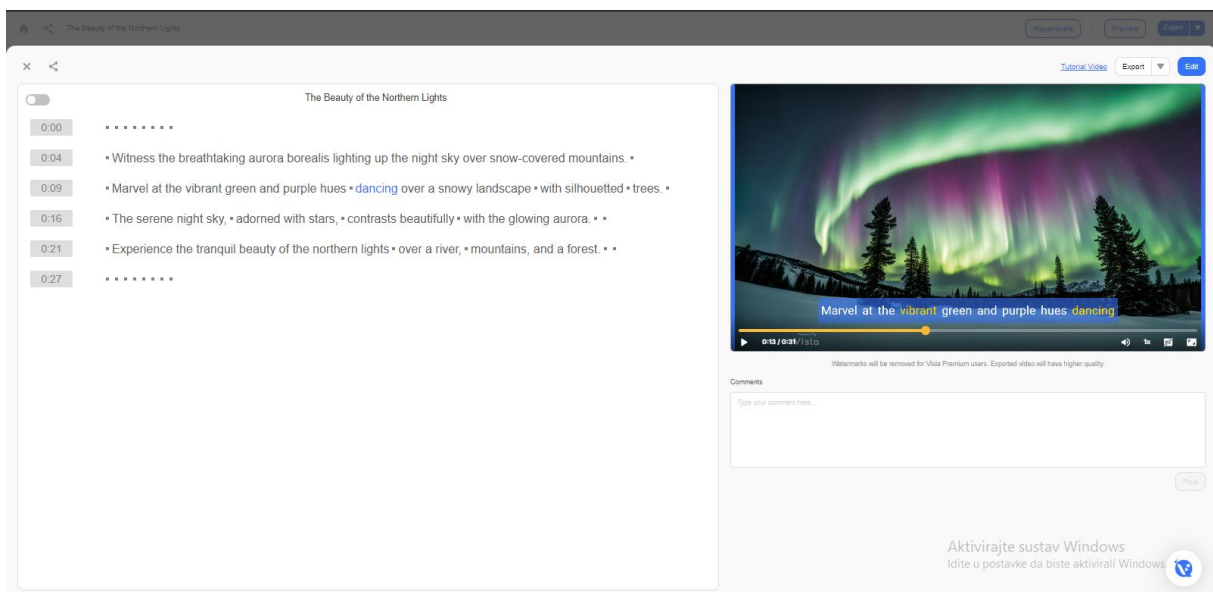 The Beauty of the Northern Lights
Regenerate
Preview
Export
Tutorial Video
Export
Edit
The Beauty of the Northern Lights
0:00
0:04 Witness the breathtaking aurora borealis lighting up the night sky over snow-covered mountains.
0:09 Marvel at the vibrant green and purple hues dancing over a snowy landscape with silhouetted trees.
0:16 The serene night sky, adorned with stars, contrasts beautifully with the glowing aurora.
0:21 Experience the tranquil beauty of the northern lights over a river, mountains, and a forest.
0:27
Marvel at the vibrant green and purple hues dancing
0:13 / 0:31
1x
Watermarks will be removed for Visla Premium users. Exported video will have higher quality.
Comments
Type your comment here...
Post
Aktivirajte sustav Windows
Idite u postavke da biste aktivirali Windows.